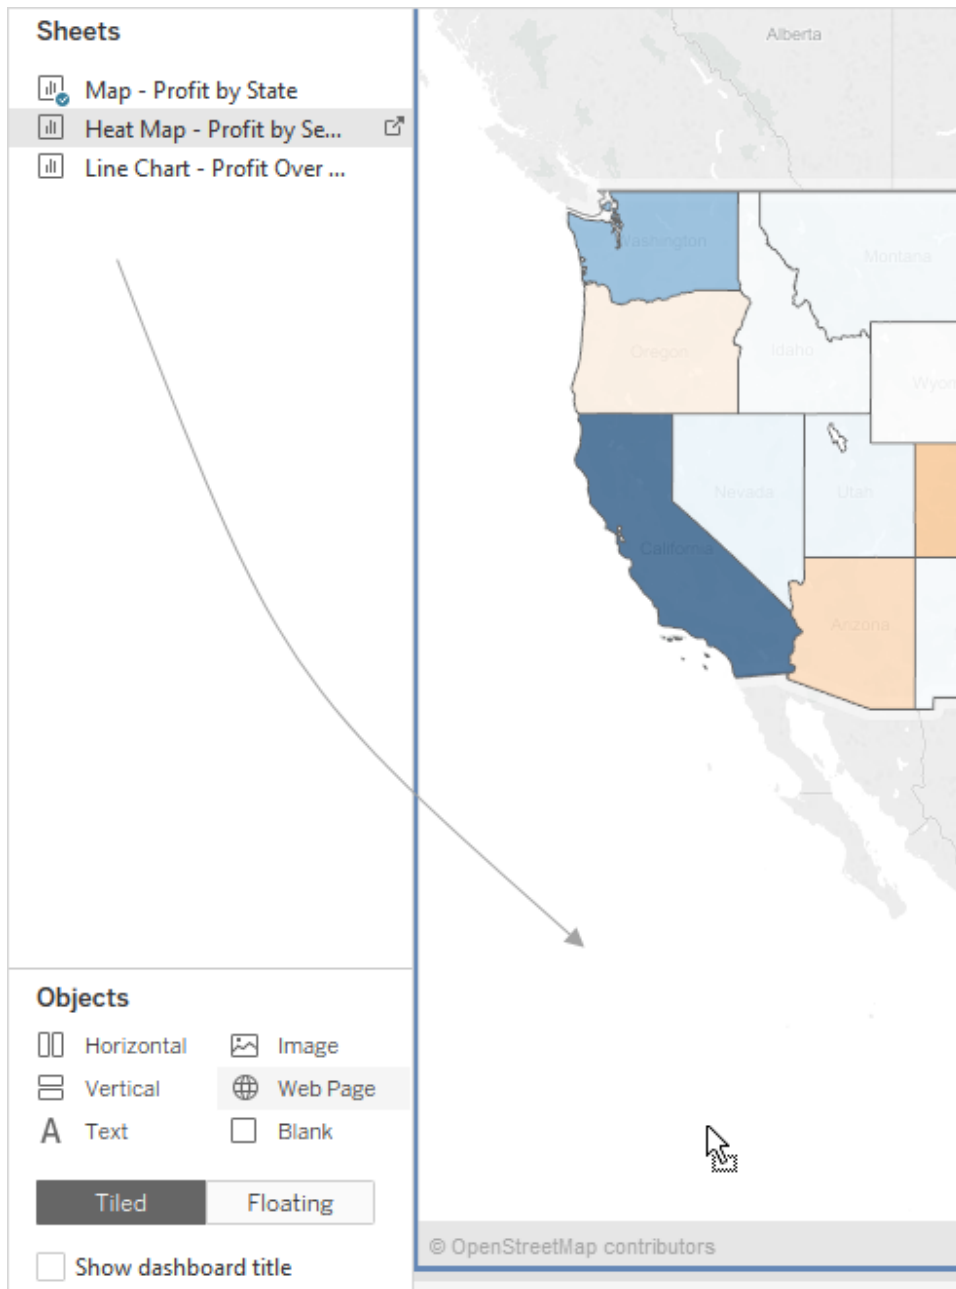 Sheets
Map - Profit by State
Heat Map - Profit by Se...
Line Chart - Profit Over ...
Objects
Horizontal
Image
Vertical
Web Page
Text
Blank
Tiled
Floating
Show dashboard title
Alberta
Washington
Montana
Oregon
Idaho
Wyom
Nevada
Utah
California
Arizona
© OpenStreetMap contributors